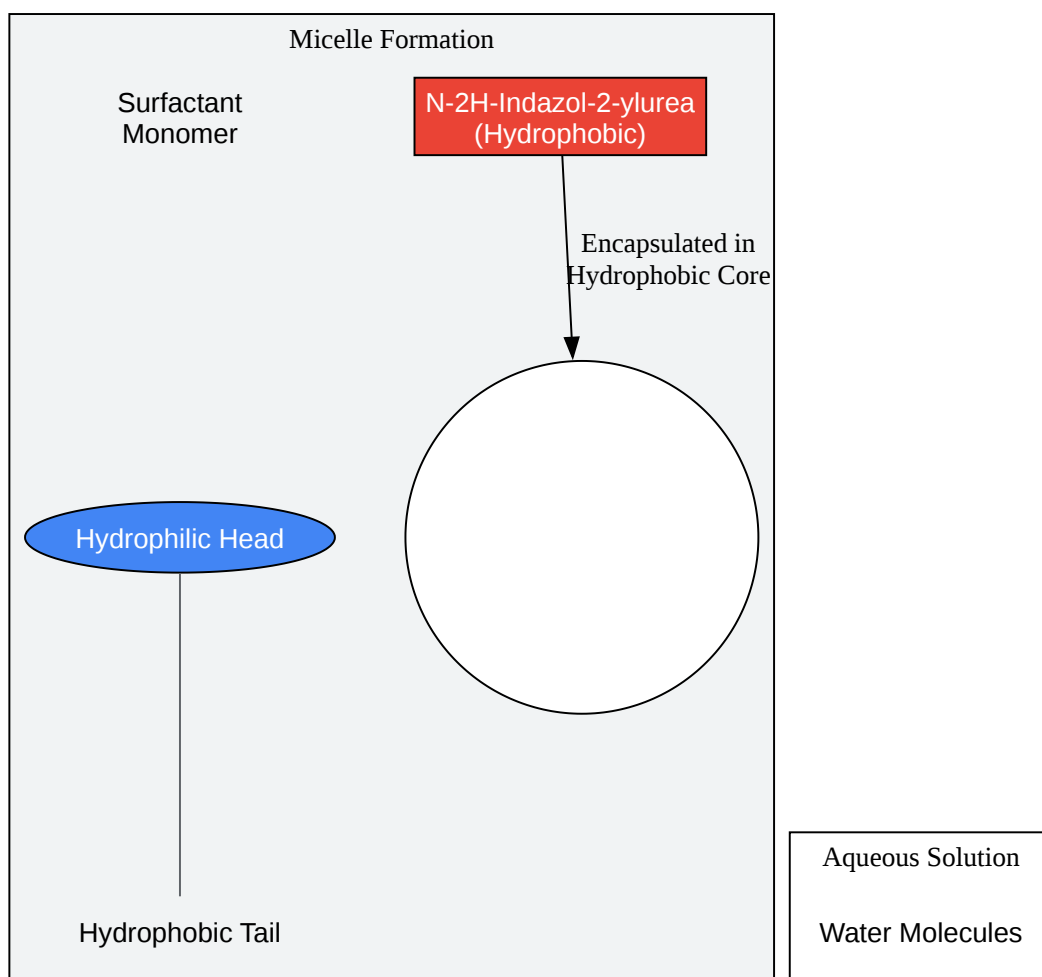 Micelle Formation
Surfactant
Monomer
N-2H-Indazol-2-ylurea
(Hydrophobic)
Encapsulated in
Hydrophobic Core
Hydrophilic Head
Hydrophobic Tail
Aqueous Solution
Water Molecules